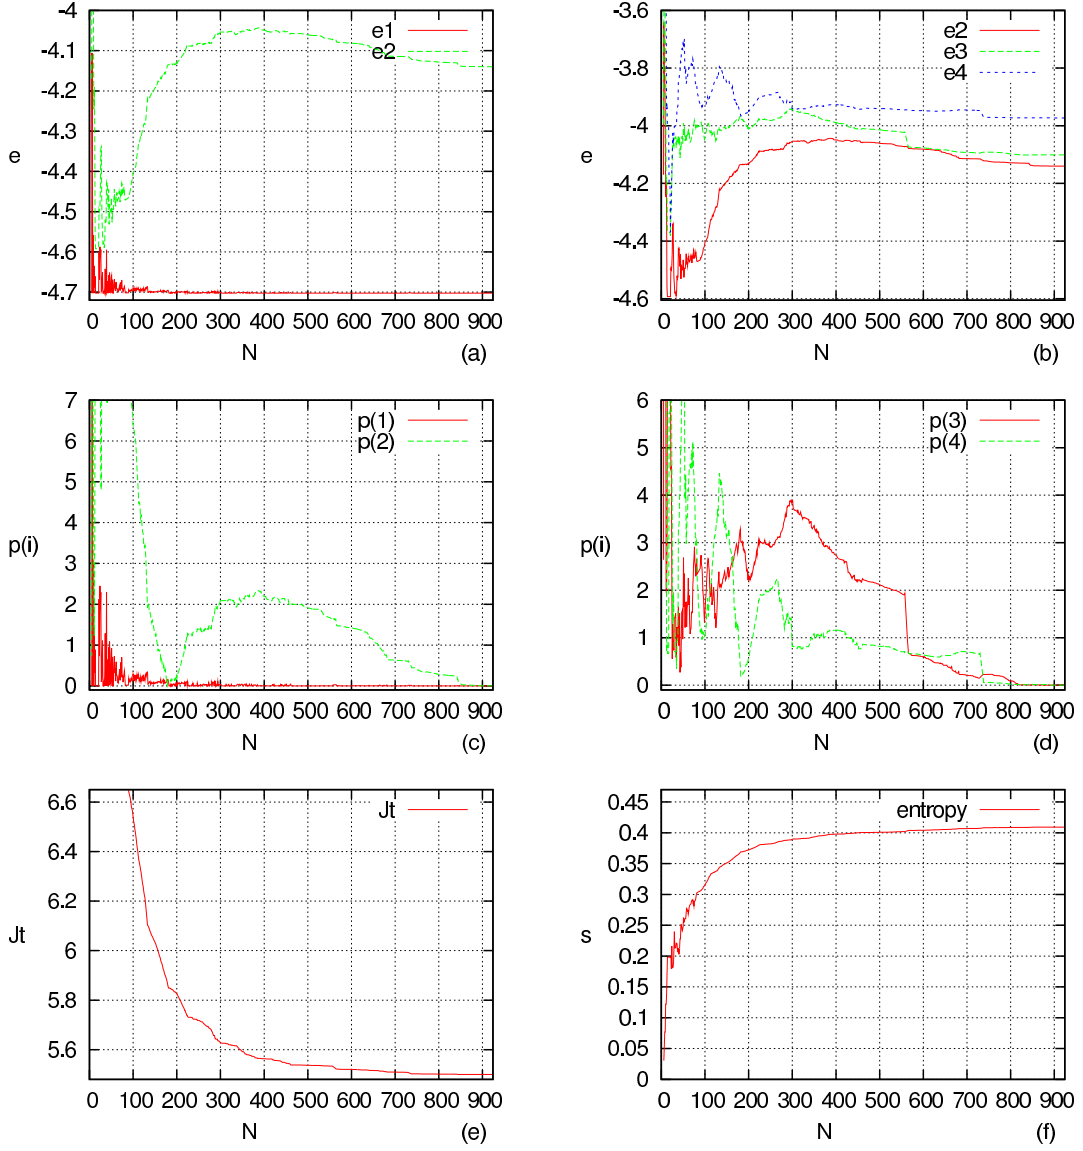 -4
-4.1
-4.2
-4.3
-4.4
-4.5
-4.6
-4.7
e
e1
e2
0 100 200 300 400 500 600 700 800 900
N
(a)
-3.6
-3.8
-4
-4.2
-4.4
-4.6
e
e2
e3
e4
0 100 200 300 400 500 600 700 800 900
N
(b)
7
6
5
4
3
2
1
0
p(i)
p(1)
p(2)
0 100 200 300 400 500 600 700 800 900
N
(c)
6
5
4
3
2
1
0
p(i)
p(3)
p(4)
0 100 200 300 400 500 600 700 800 900
N
(d)
6.6
6.4
6.2
6
5.8
5.6
Jt
Jt
0 100 200 300 400 500 600 700 800 900
N
(e)
0.45
0.4
0.35
0.3
0.25
0.2
0.15
0.1
0.05
0
s
entropy
0 100 200 300 400 500 600 700 800 900
N
(f)